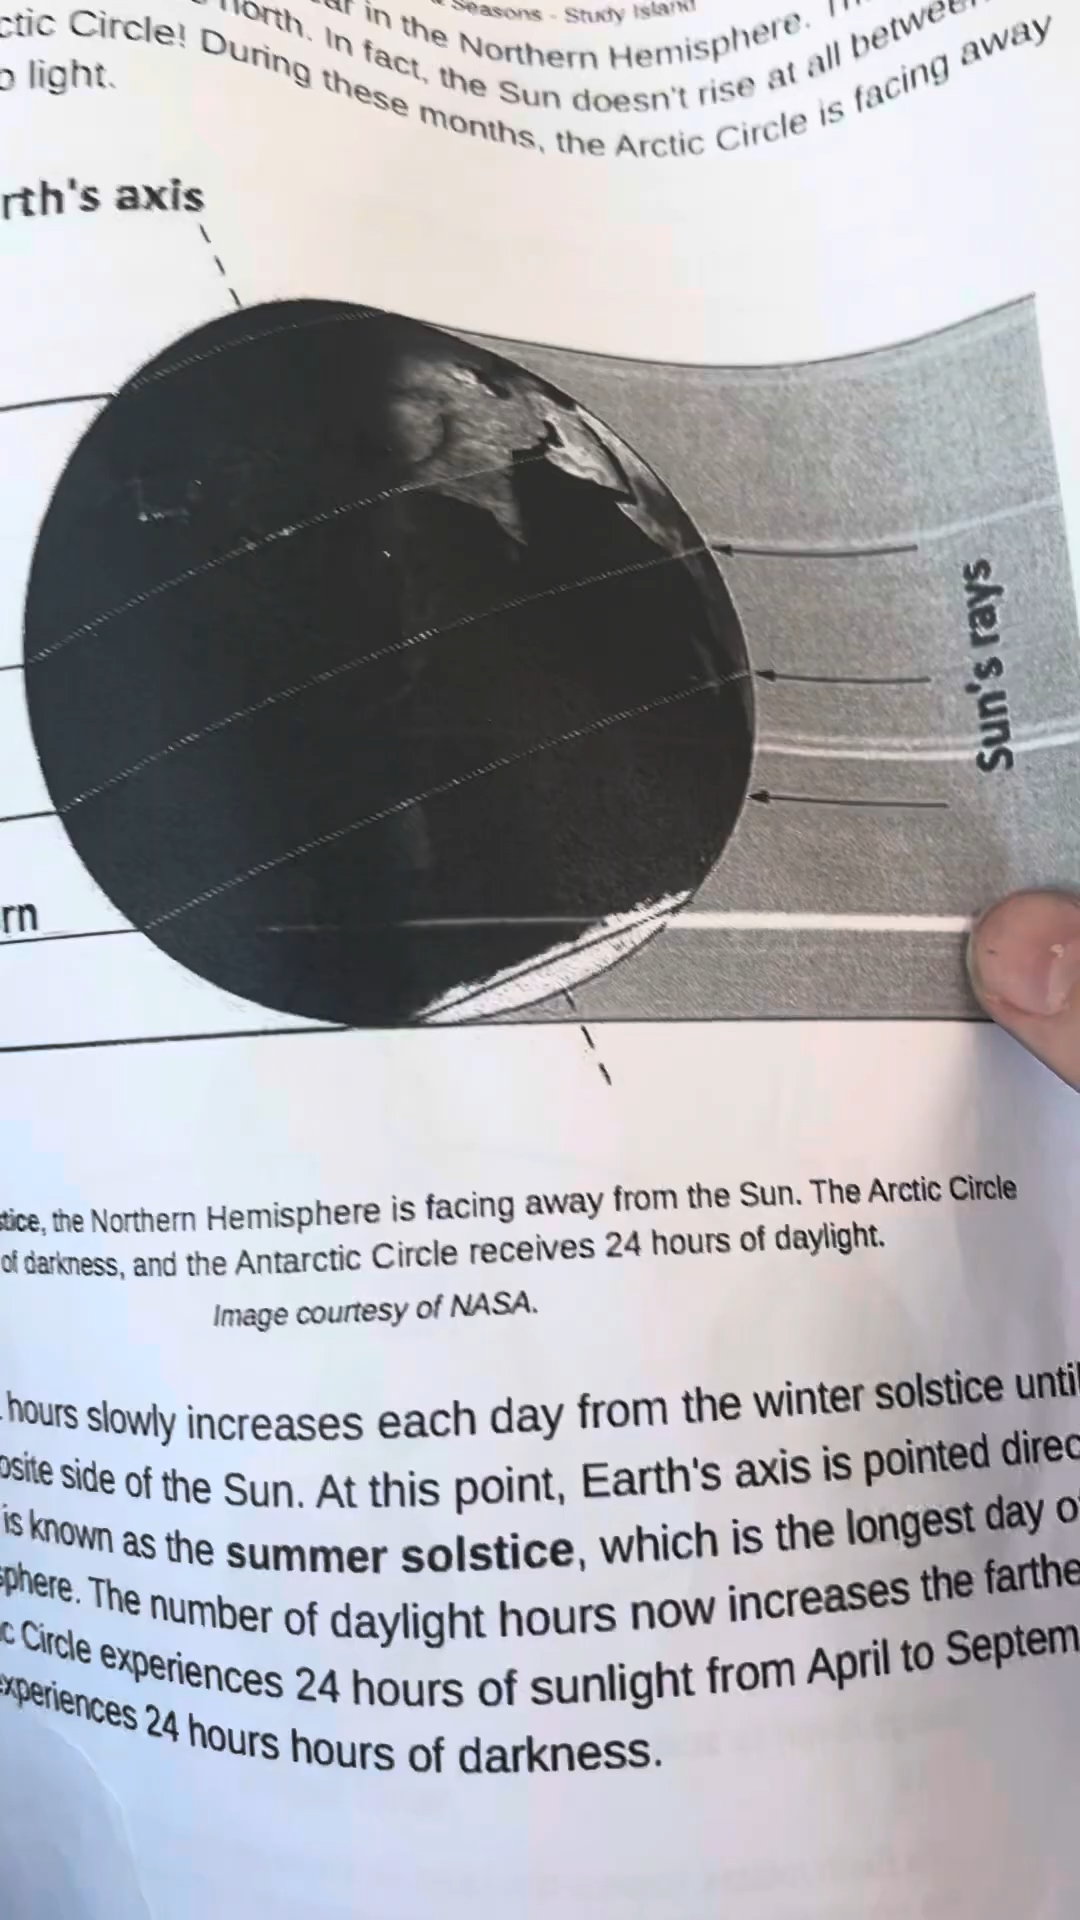 Seasons - Study Island
in the Northern Hemisphere.
north. In fact, the Sun doesn't rise at all between
ctic Circle! During these months, the Arctic Circle is facing away
o light.
rth's axis
Sun's rays
rn
stice, the Northern Hemisphere is facing away from the Sun. The Arctic Circle
of darkness, and the Antarctic Circle receives 24 hours of daylight.
Image courtesy of NASA.
hours slowly increases each day from the winter solstice until
osite side of the Sun. At this point, Earth's axis is pointed direc
is known as the summer solstice, which is the longest day of
sphere. The number of daylight hours now increases the farthe
c Circle experiences 24 hours of sunlight from April to Septem
experiences 24 hours hours of darkness.